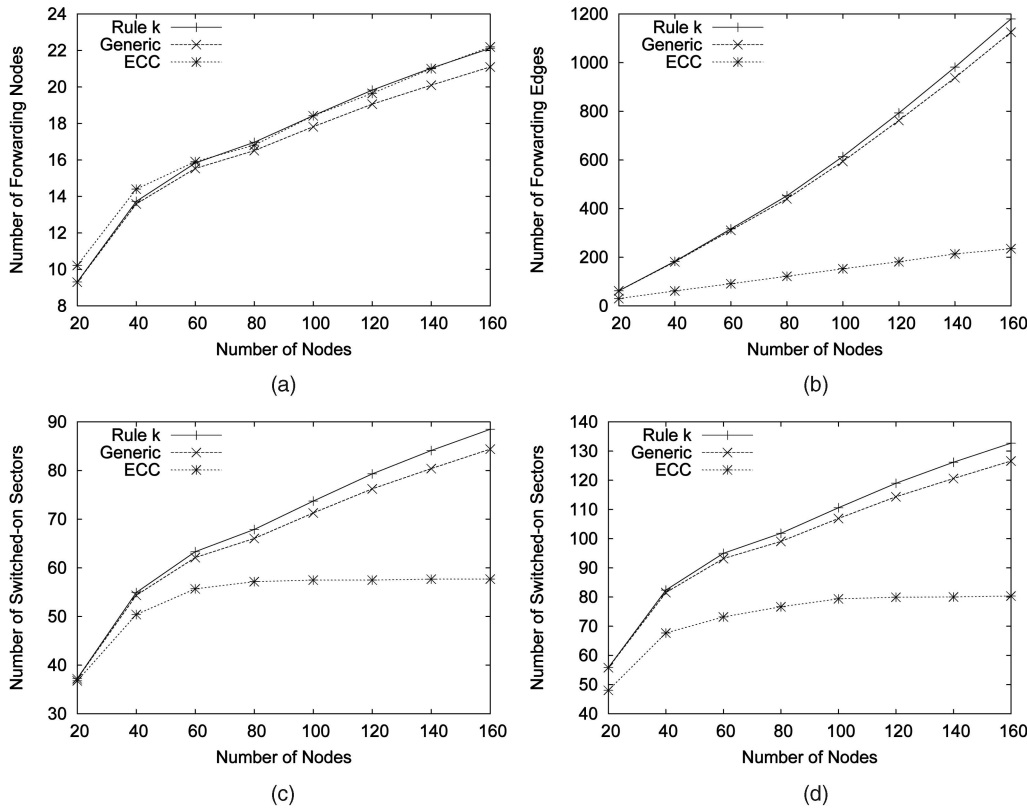 Number of Forwarding Nodes
24
22
20
18
16
14
12
10
8
Rule k
Generic
ECC
20 40 60 80 100 120 140 160
Number of Nodes
(a)
Number of Forwarding Edges
1200
1000
800
600
400
200
0
Rule k
Generic
ECC
20 40 60 80 100 120 140 160
Number of Nodes
(b)
Number of Switched-on Sectors
90
80
70
60
50
40
30
Rule k
Generic
ECC
20 40 60 80 100 120 140 160
Number of Nodes
(c)
Number of Switched-on Sectors
140
130
120
110
100
90
80
70
60
50
40
Rule k
Generic
ECC
20 40 60 80 100 120 140 160
Number of Nodes
(d)